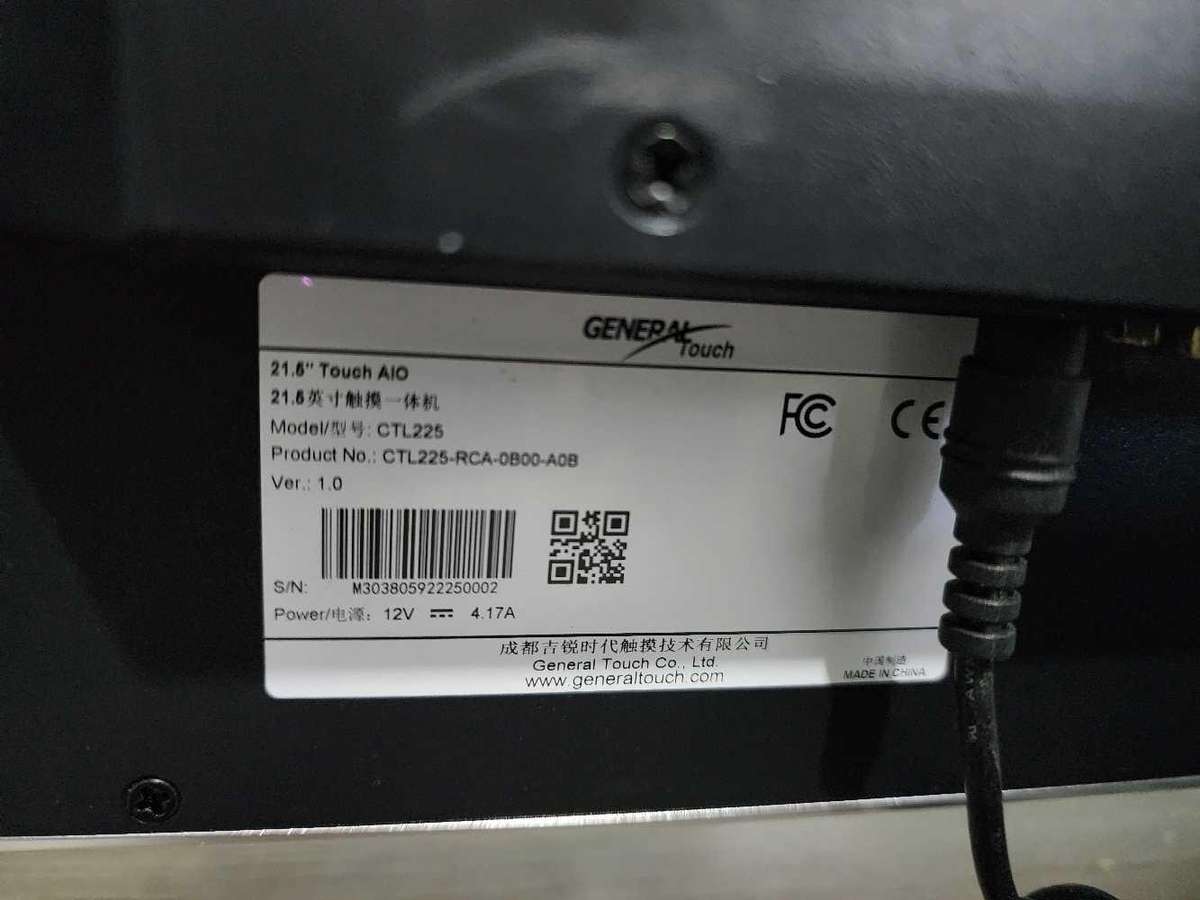 GENERAL Touch
21.5" Touch AIO
21.5英寸触摸一体机
Model/型号: CTL225
Product No.: CTL225-RCA-0B00-A0B
Ver.: 1.0
FC CE
S/N: M303805922250002
Power/电源: 12V ⎓ 4.17A
成都吉锐时代触摸技术有限公司
General Touch Co., Ltd.
www.generaltouch.com
中国制造
MADE IN CHINA